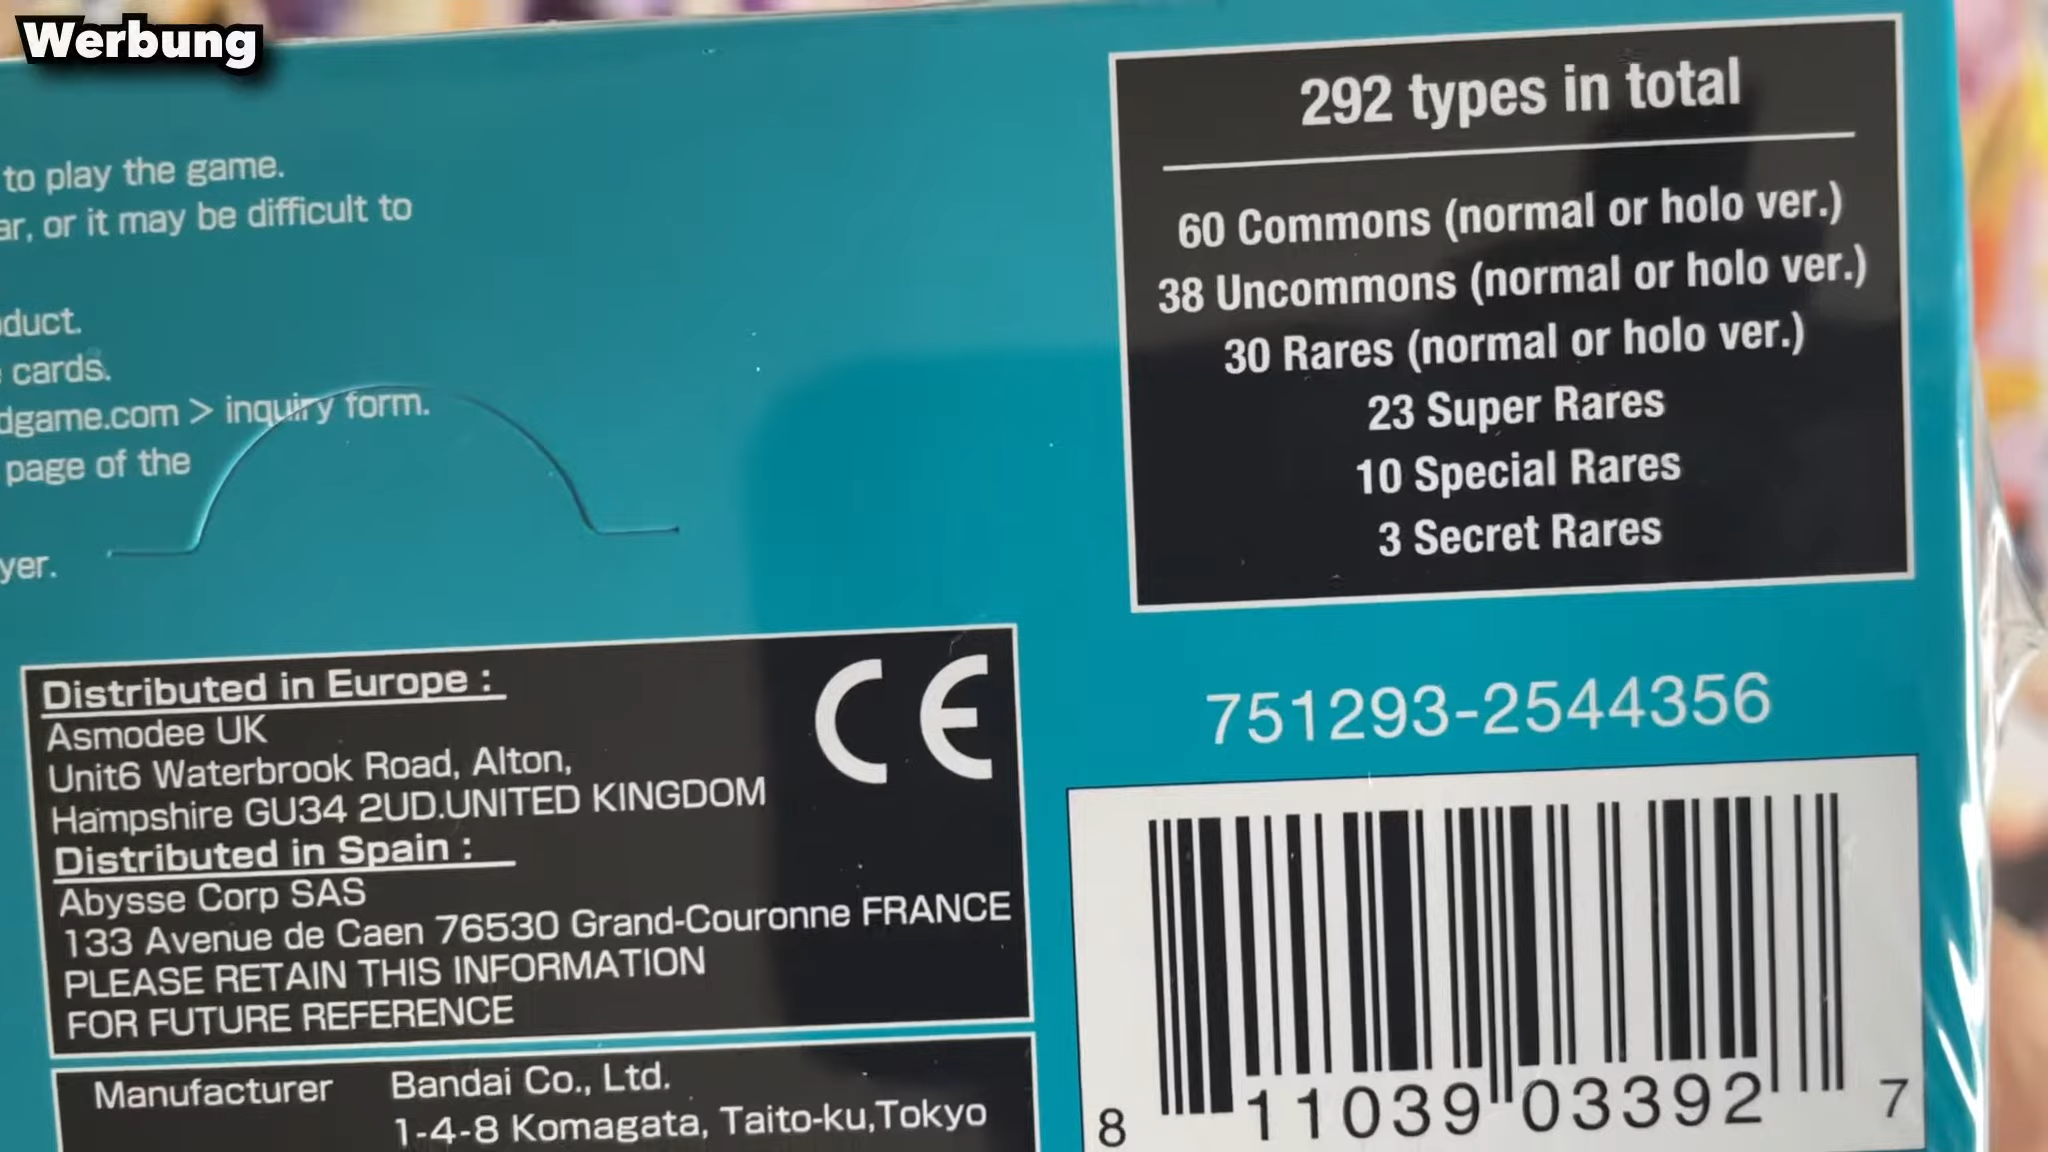 Werbung
to play the game.
ar, or it may be difficult to
duct.
cards.
dgame.com > inquiry form.
page of the
yer.
292 types in total
60 Commons (normal or holo ver.)
38 Uncommons (normal or holo ver.)
30 Rares (normal or holo ver.)
23 Super Rares
10 Special Rares
3 Secret Rares
Distributed in Europe :
Asmodee UK
Unit6 Waterbrook Road, Alton,
Hampshire GU34 2UD.UNITED KINGDOM
Distributed in Spain :
Abysse Corp SAS
133 Avenue de Caen 76530 Grand-Couronne FRANCE
PLEASE RETAIN THIS INFORMATION
FOR FUTURE REFERENCE
CE
751293-2544356
8 11039 03392 7
Manufacturer Bandai Co., Ltd.
1-4-8 Komagata, Taito-ku,Tokyo